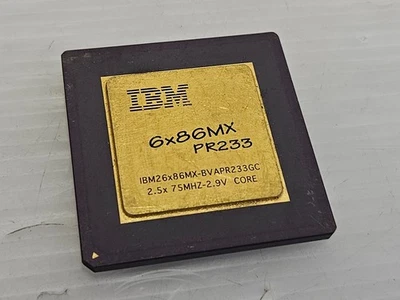 IBM
6x86MX
PR233
IBM26x86MX-BVAPR233GC
2.5x 75MHZ-2.9V CORE